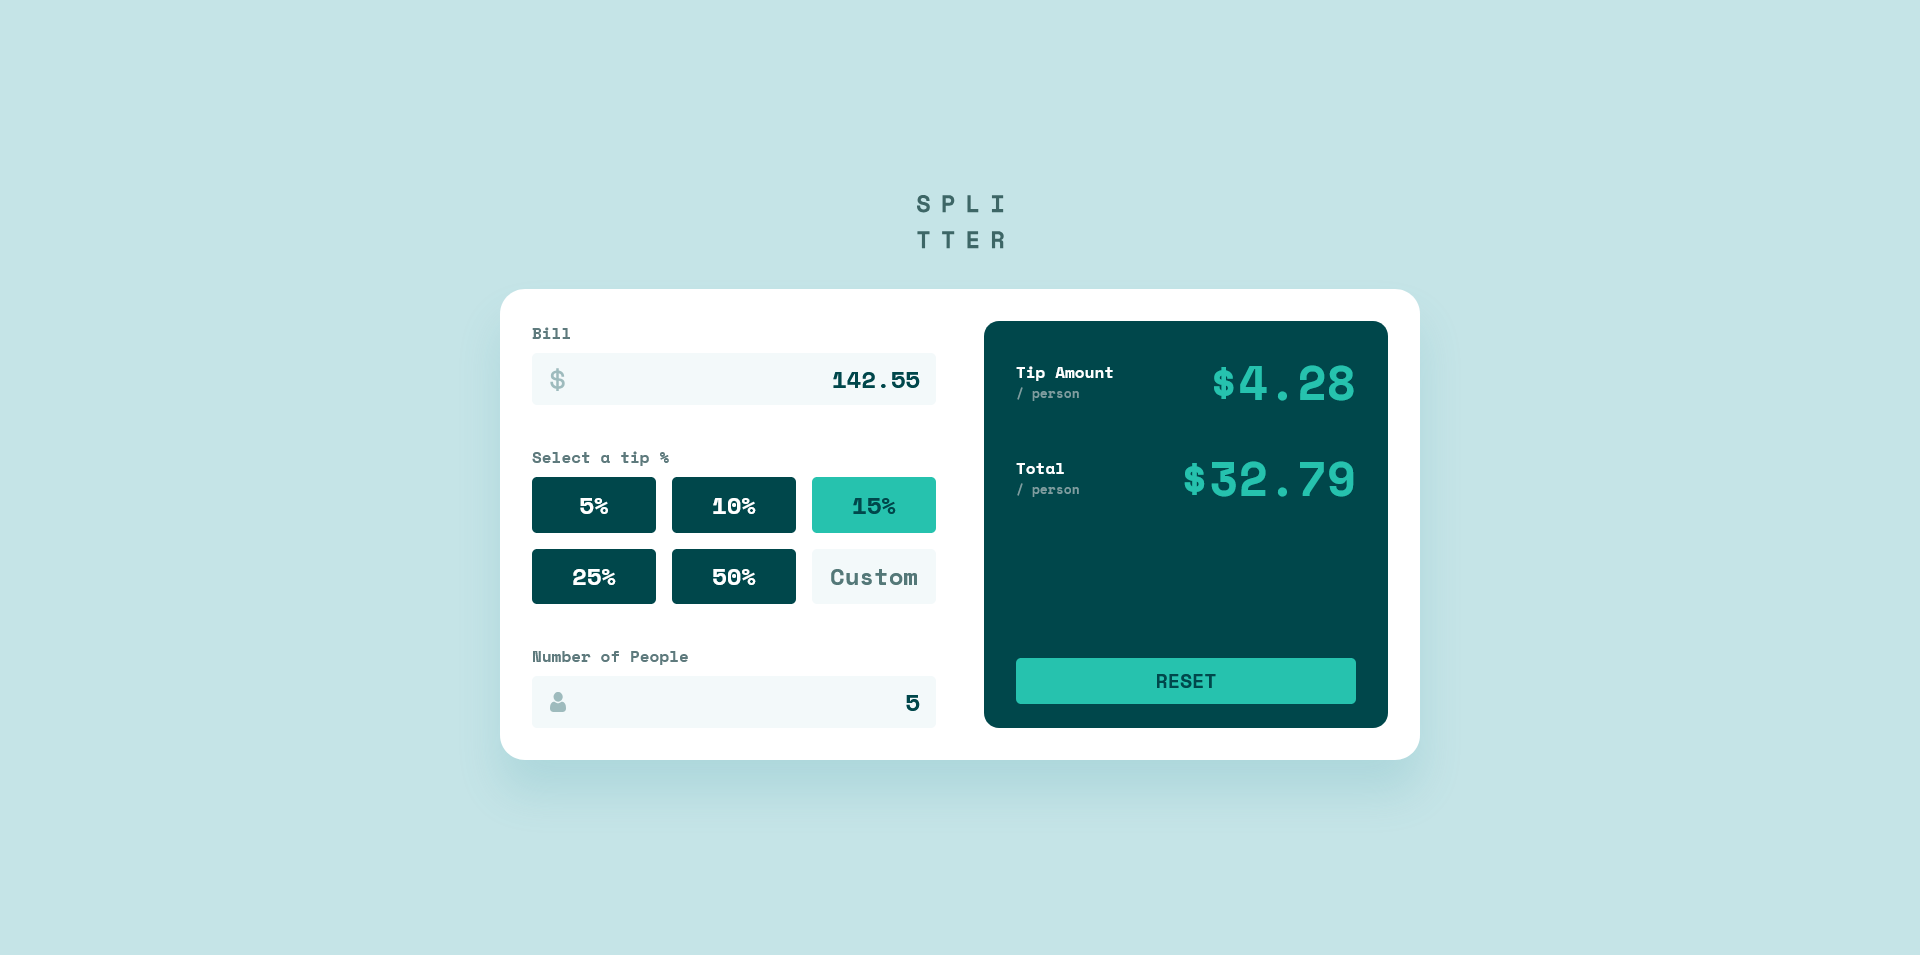 SPLI
TTER
Bill
$ 142.55
Select a tip %
5% 10% 15%
25% 50% Custom
Number of People
5
Tip Amount
/ person
$4.28
Total
/ person
$32.79
RESET